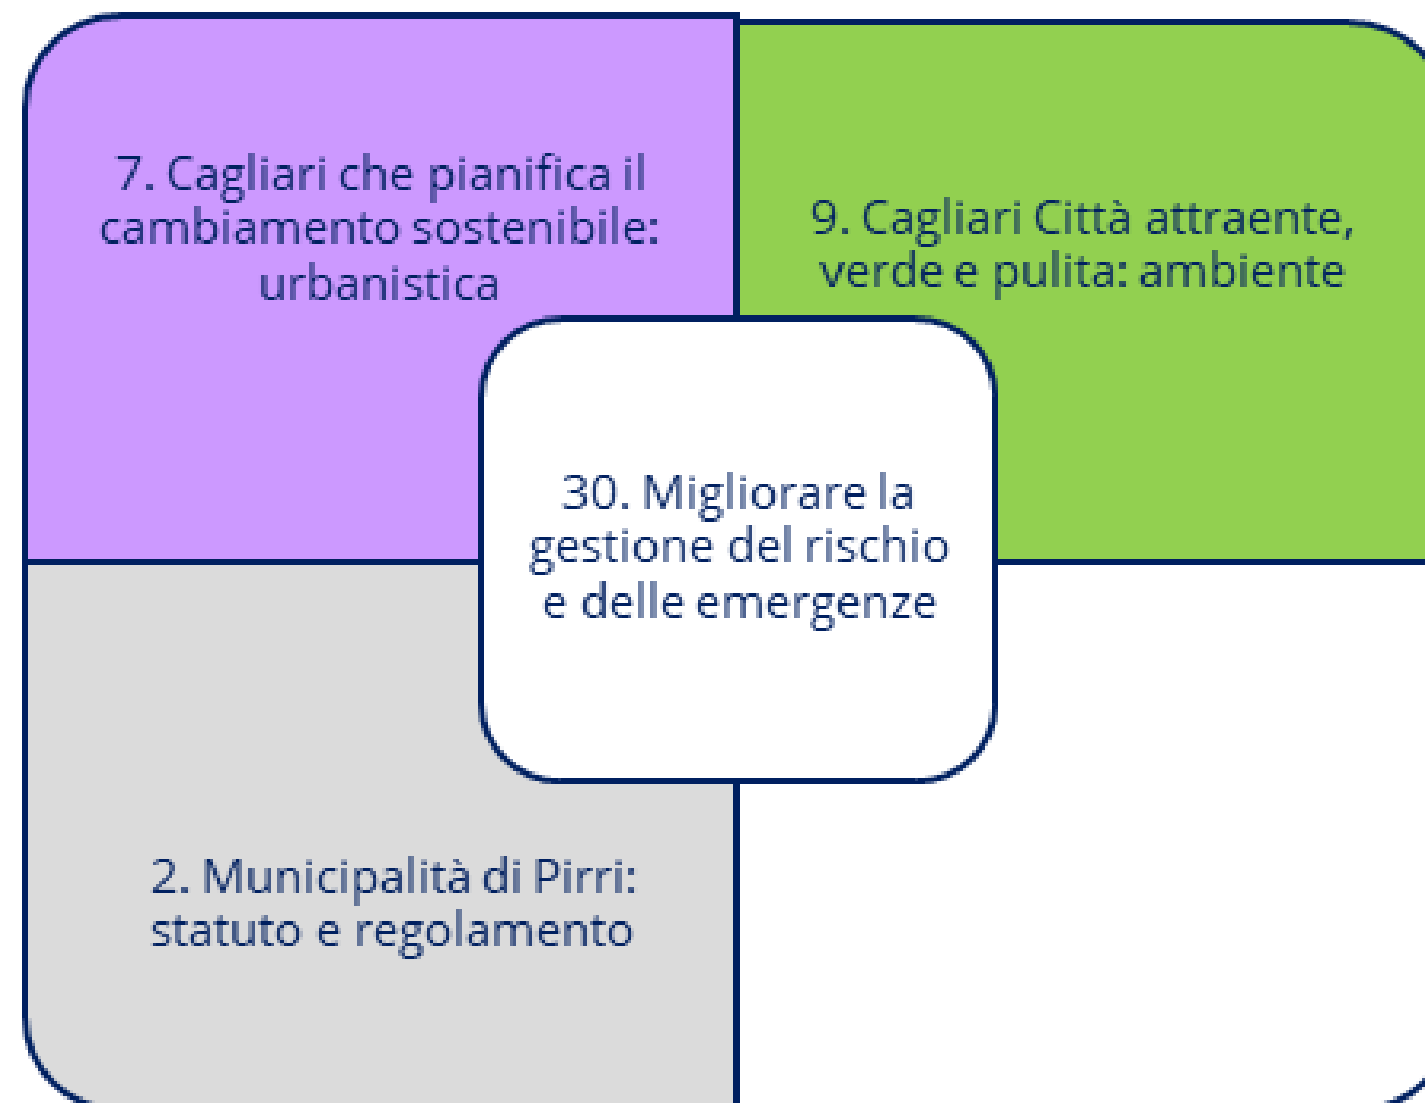 7. Cagliari che pianifica il
cambiamento sostenibile:
urbanistica
9. Cagliari Città attraente,
verde e pulita: ambiente
30. Migliorare la
gestione del rischio
e delle emergenze
2. Municipalità di Pirri:
statuto e regolamento